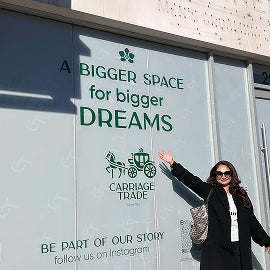 A BIGGER SPACE
for bigger
DREAMS
CARRIAGE
TRADE
BE PART OF OUR STORY
follow us on Instagram